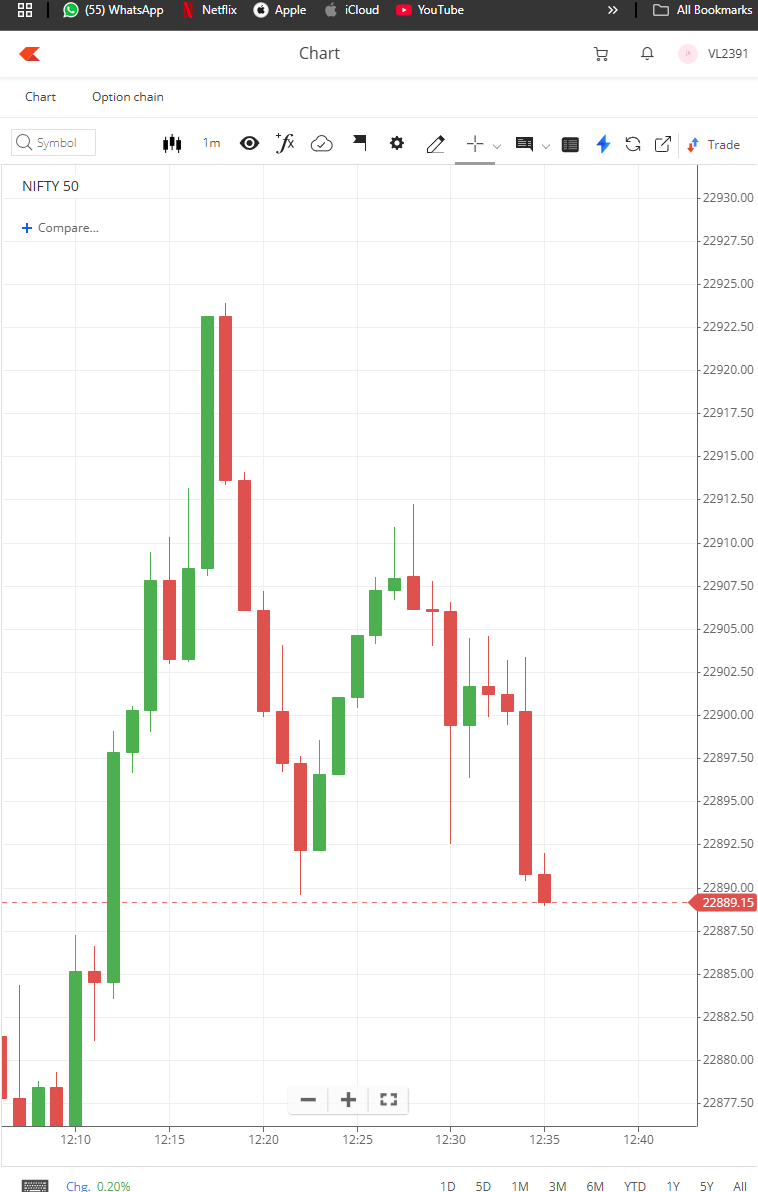 (55) WhatsApp Netflix Apple iCloud YouTube » All Bookmarks
Chart VL2391
Chart Option chain
Symbol 1m Trade
NIFTY 50
+ Compare...
22930.00
22927.50
22925.00
22922.50
22920.00
22917.50
22915.00
22912.50
22910.00
22907.50
22905.00
22902.50
22900.00
22897.50
22895.00
22892.50
22890.00
22889.15
22887.50
22885.00
22882.50
22880.00
22877.50
12:10 12:15 12:20 12:25 12:30 12:35 12:40
Chg. 0.20% 1D 5D 1M 3M 6M YTD 1Y 5Y All